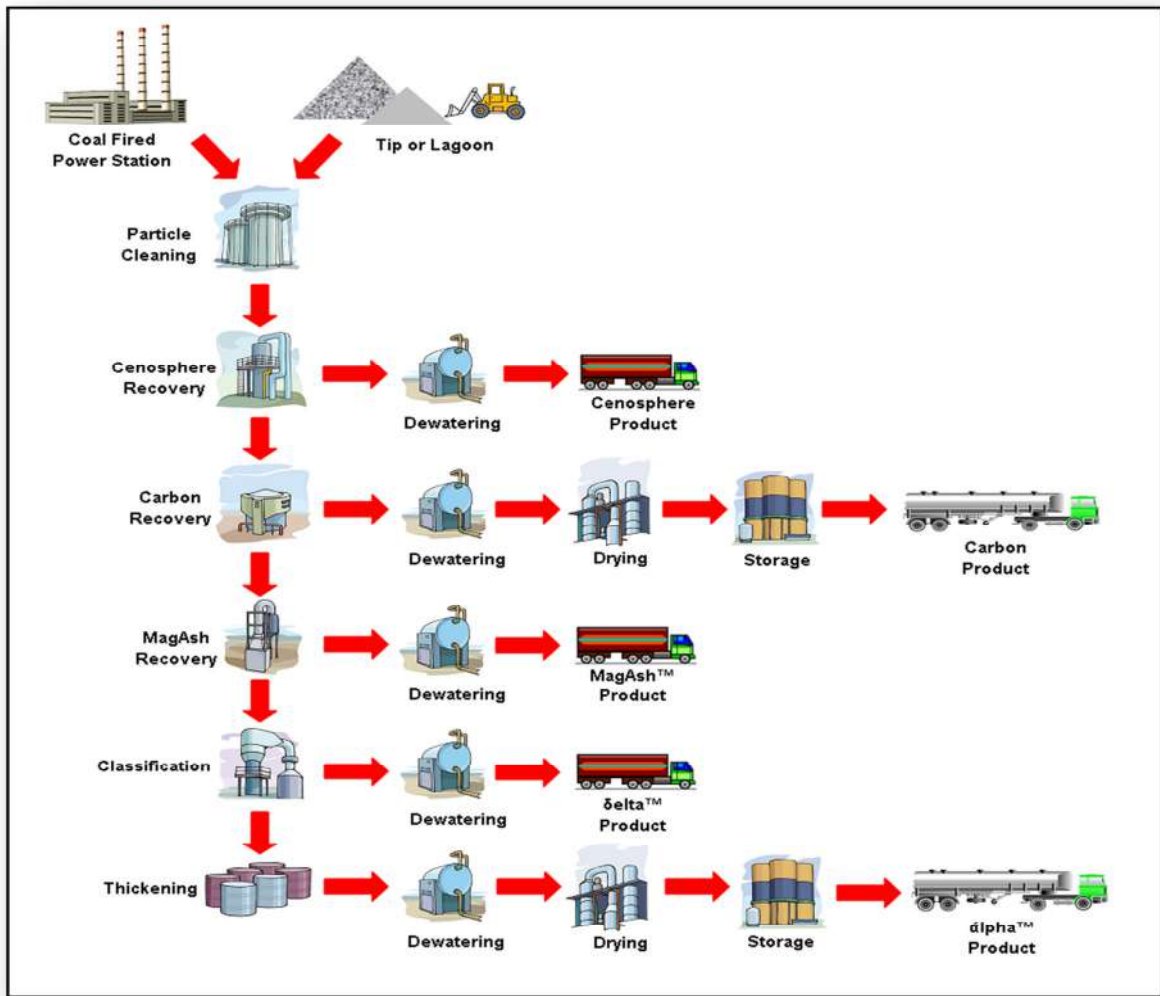 Coal Fired
Power Station
Tip or Lagoon
Particle
Cleaning
Cenosphere
Recovery
Dewatering
Cenosphere
Product
Carbon
Recovery
Dewatering
Drying
Storage
Carbon
Product
MagAsh
Recovery
Dewatering
MagAsh™
Product
Classification
Dewatering
δelta™
Product
Thickening
Dewatering
Drying
Storage
άlpha™
Product